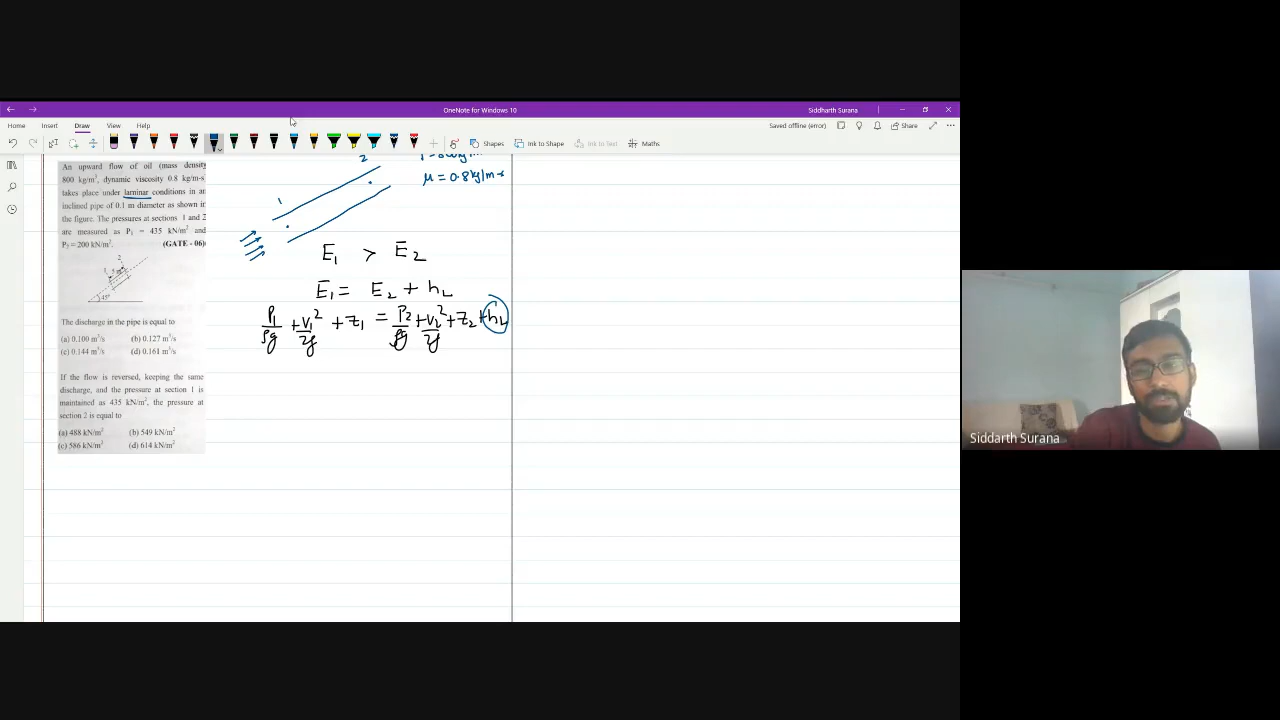 OneNote for Windows 10
Siddharth Surana
Home Insert Draw View Help
Saved offline (error) Share
Shapes Ink to Shape Ink to Text Maths
An upward flow of oil (mass density
800 kg/m³, dynamic viscosity 0.8 kg/m-s)
takes place under laminar conditions in an
inclined pipe of 0.1 m diameter as shown in
the figure. The pressures at sections 1 and 2
are measured as P₁ = 435 kN/m² and
P₂ = 200 kN/m². (GATE - 06)
2
1 5 m
45°
The discharge in the pipe is equal to
(a) 0.100 m³/s (b) 0.127 m³/s
(c) 0.144 m³/s (d) 0.161 m³/s
If the flow is reversed, keeping the same
discharge, and the pressure at section 1 is
maintained as 435 kN/m², the pressure at
section 2 is equal to
(a) 488 kN/m² (b) 549 kN/m²
(c) 586 kN/m² (d) 614 kN/m²
2
1
μ = 0.8kg/m-s
E₁ > E₂
E₁ = E₂ + hL
P₁/ρg + V₁²/2g + z₁ = P₂/ρg + V₂²/2g + z₂ + hL
Siddarth Surana